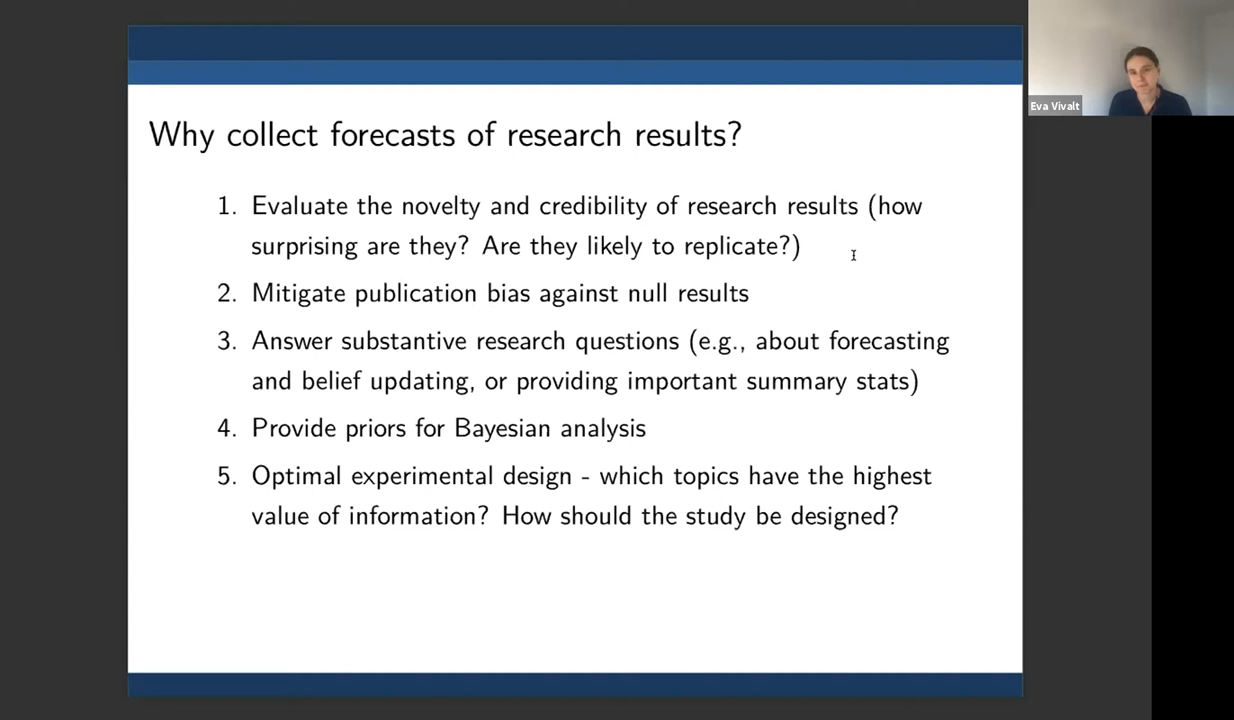 Why collect forecasts of research results?
1. Evaluate the novelty and credibility of research results (how
surprising are they? Are they likely to replicate?)
2. Mitigate publication bias against null results
3. Answer substantive research questions (e.g., about forecasting
and belief updating, or providing important summary stats)
4. Provide priors for Bayesian analysis
5. Optimal experimental design - which topics have the highest
value of information? How should the study be designed?
Eva Vivalt